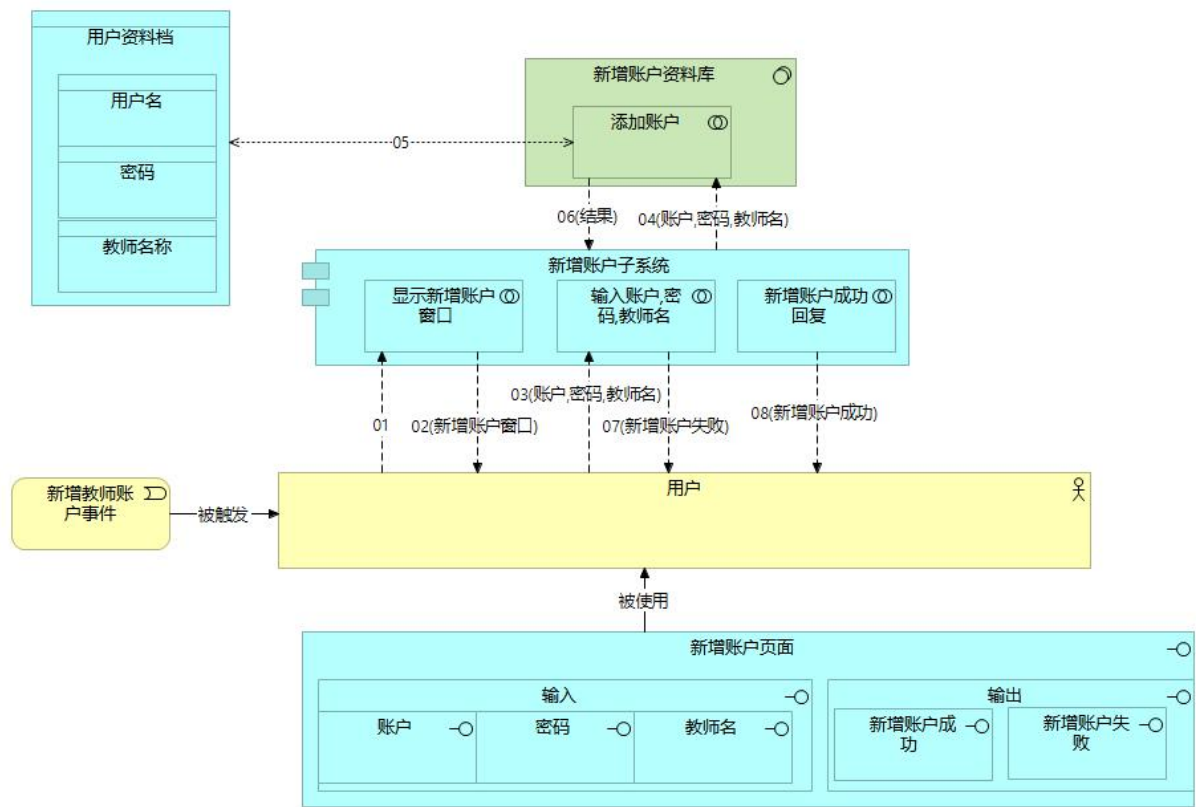 用户资料档
用户名
密码
教师名称
05
新增账户资料库
添加账户
06(结果)
04(账户,密码,教师名)
新增账户子系统
显示新增账户
窗口
输入账户,密
码,教师名
新增账户成功
回复
01
02(新增账户窗口)
03(账户,密码,教师名)
07(新增账户失败)
08(新增账户成功)
新增教师账
户事件
被触发
用户
被使用
新增账户页面
输入
账户
密码
教师名
输出
新增账户成
功
新增账户失
败